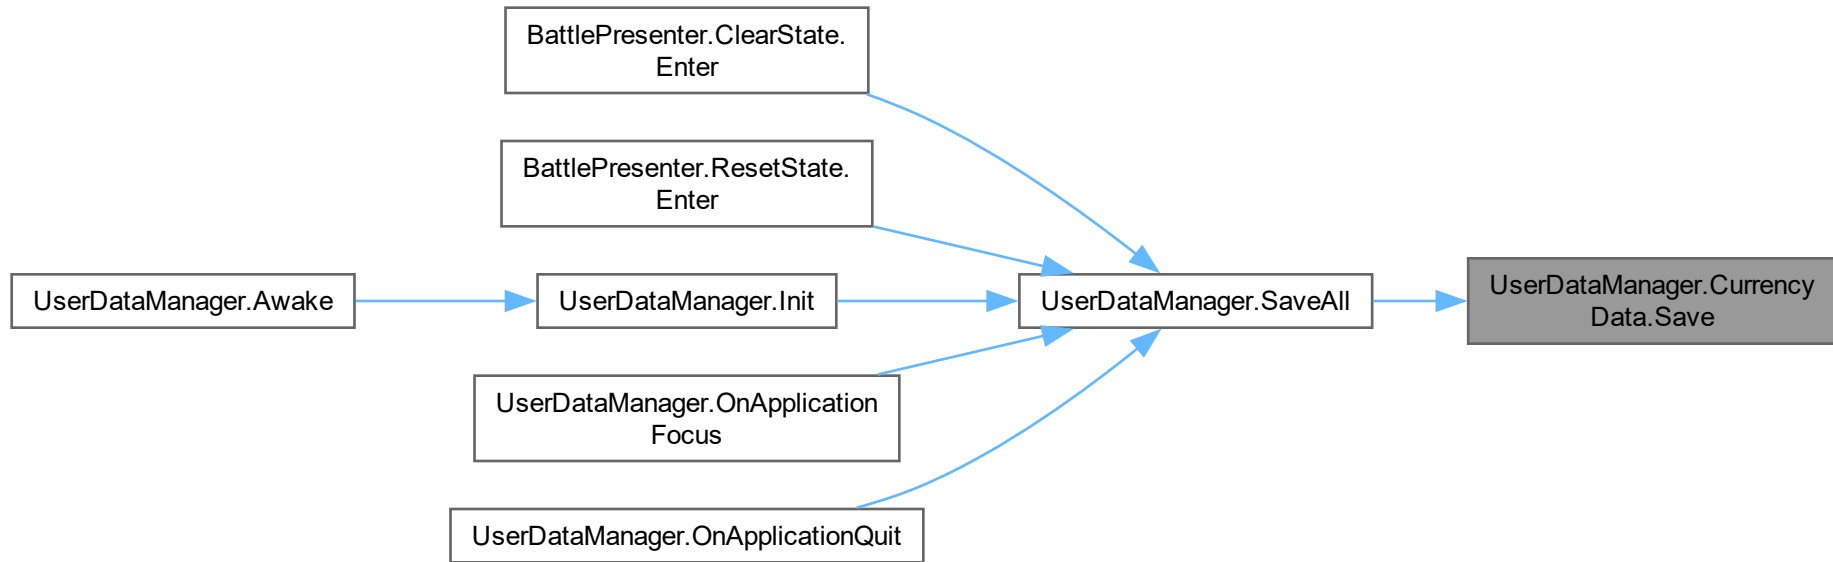 BattlePresenter.ClearState.
Enter
BattlePresenter.ResetState.
Enter
UserDataManager.Awake
UserDataManager.Init
UserDataManager.SaveAll
UserDataManager.Currency
Data.Save
UserDataManager.OnApplication
Focus
UserDataManager.OnApplicationQuit